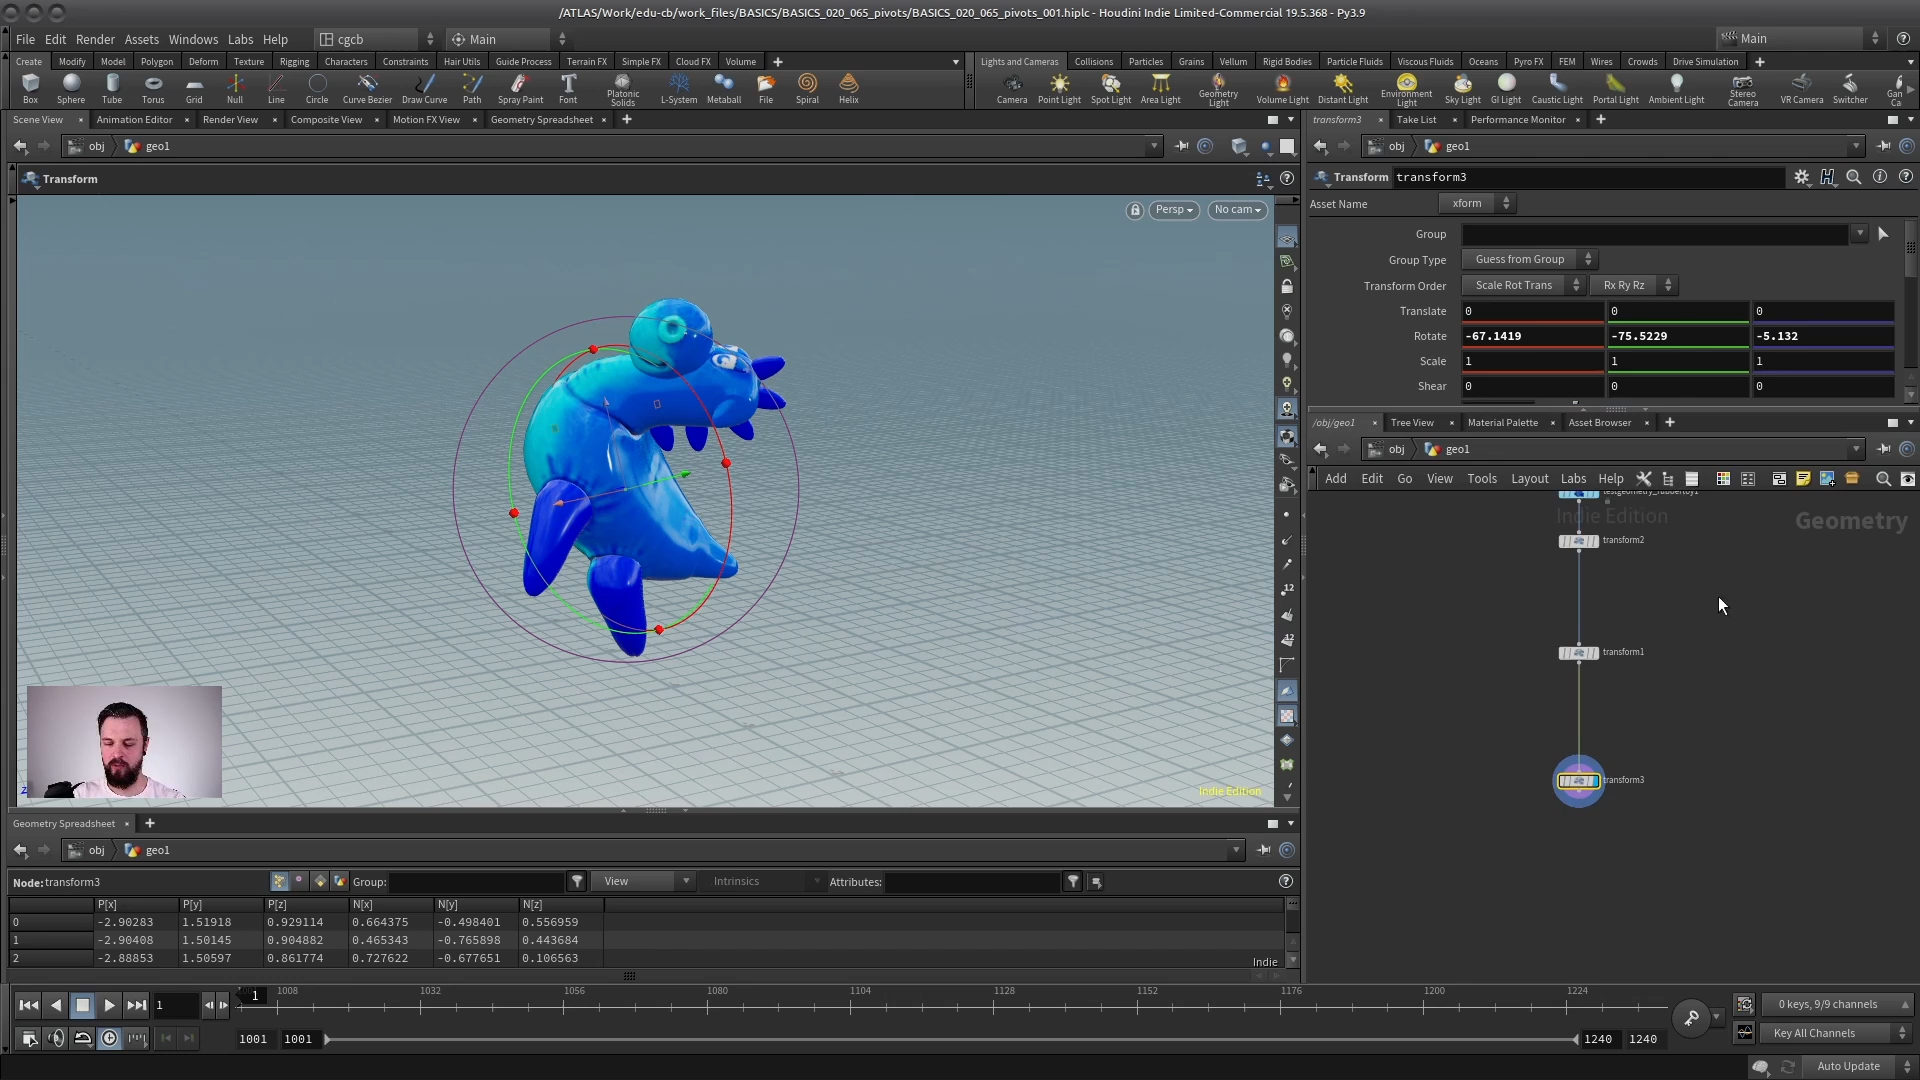 /ATLAS/Work/edu-cb/work_files/BASICS/BASICS_020_065_pivots/BASICS_020_065_pivots_001.hiplc - Houdini Indie Limited-Commercial 19.5.368 - Py3.9
File Edit Render Assets Windows Labs Help cgcb Main Main
Create Modify Model Polygon Deform Texture Rigging Characters Constraints Hair Utils Guide Process Terrain FX Simple FX Cloud FX Volume
Box Sphere Tube Torus Grid Null Line Circle Curve Bezier Draw Curve Path Spray Paint Font Platonic Solids L-System Metaball File Spiral Helix
Lights and Cameras Collisions Particles Grains Vellum Rigid Bodies Particle Fluids Viscous Fluids Oceans Pyro FX FEM Wires Crowds Drive Simulation
Camera Point Light Spot Light Area Light Geometry Light Volume Light Distant Light Environment Light Sky Light GI Light Caustic Light Portal Light Ambient Light Stereo Camera VR Camera Switcher Gan Ca
Scene View Animation Editor Render View Composite View Motion FX View Geometry Spreadsheet
obj geo1
Transform
Persp No cam
Indie Edition
transform3 Take List Performance Monitor
obj geo1
Transform transform3
Asset Name xform
Group
Group Type Guess from Group
Transform Order Scale Rot Trans Rx Ry Rz
Translate 0 0 0
Rotate -67.1419 -75.5229 -5.132
Scale 1 1 1
Shear 0 0 0
/obj/geo1 Tree View Material Palette Asset Browser
obj geo1
Add Edit Go View Tools Layout Labs Help
testgeometry_rubbertoy1
Indie Edition
Geometry
transform2
transform1
transform3
Geometry Spreadsheet
obj geo1
Node: transform3 Group: View Intrinsics Attributes:
P[x] P[y] P[z] N[x] N[y] N[z]
0 -2.90283 1.51918 0.929114 0.664375 -0.498401 0.556959
1 -2.90408 1.50145 0.904882 0.465343 -0.765898 0.443684
2 -2.88853 1.50597 0.861774 0.727622 -0.677651 0.106563
Indie
1 1 1008 1032 1056 1080 1104 1128 1152 1176 1200 1224
0 keys, 9/9 channels
1001 1001 1240 1240
Key All Channels
Auto Update